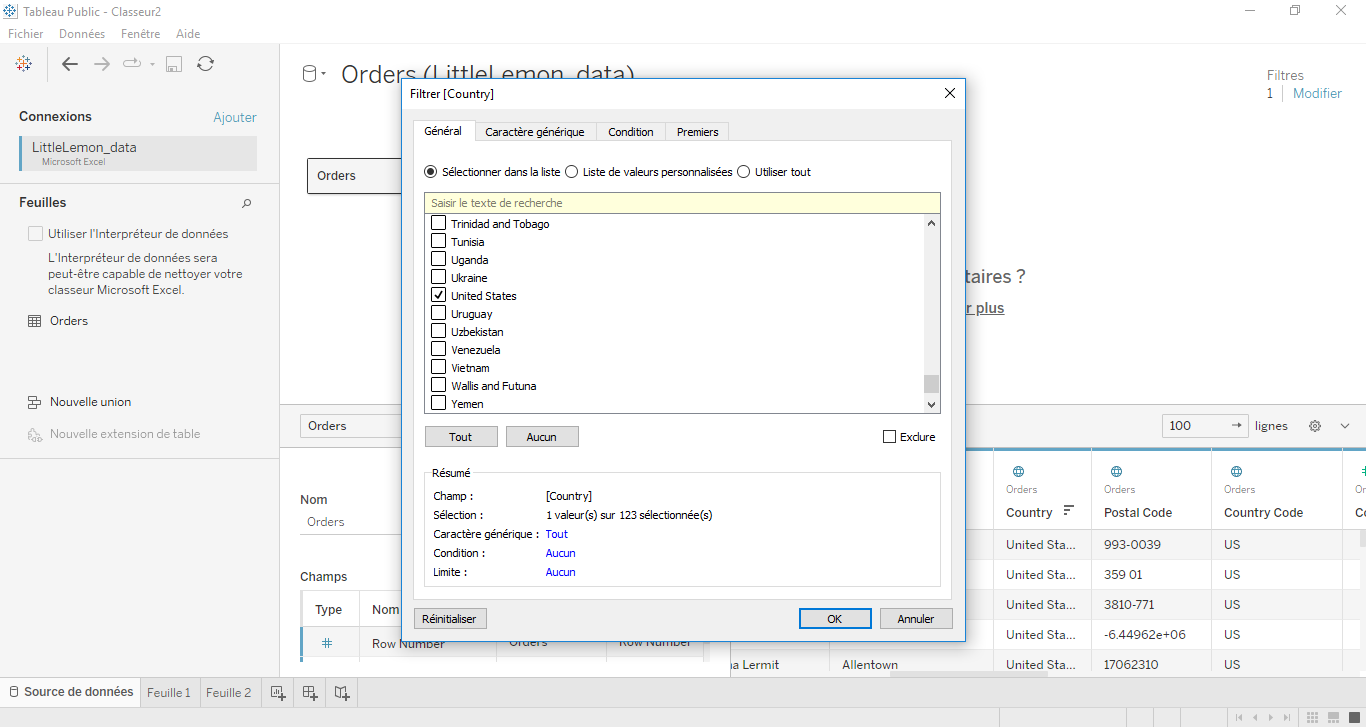 Tableau Public - Classeur2
Fichier Données Fenêtre Aide
Connexions Ajouter
LittleLemon_data
Microsoft Excel
Feuilles
Utiliser l'Interpréteur de données
L'Interpréteur de données sera
peut-être capable de nettoyer votre
classeur Microsoft Excel.
Orders
Nouvelle union
Nouvelle extension de table
Orders (LittleLemon_data)
Filtres
1 Modifier
Orders
taires ?
r plus
Filtrer [Country]
Général Caractère générique Condition Premiers
Sélectionner dans la liste Liste de valeurs personnalisées Utiliser tout
Saisir le texte de recherche
Trinidad and Tobago
Tunisia
Uganda
Ukraine
United States
Uruguay
Uzbekistan
Venezuela
Vietnam
Wallis and Futuna
Yemen
Tout Aucun Exclure
Résumé
Champ : [Country]
Sélection : 1 valeur(s) sur 123 sélectionnée(s)
Caractère générique : Tout
Condition : Aucun
Limite : Aucun
Réinitialiser OK Annuler
Orders 100 lignes
Nom
Orders
Champs
Type Nom
Row Number Orders Row Number
Orders Orders Orders Or
Country Postal Code Country Code Co
United Sta... 993-0039 US
United Sta... 359 01 US
United Sta... 3810-771 US
United Sta... -6.44962e+06 US
na Lermit Allentown United Sta... 17062310 US
Source de données Feuille 1 Feuille 2